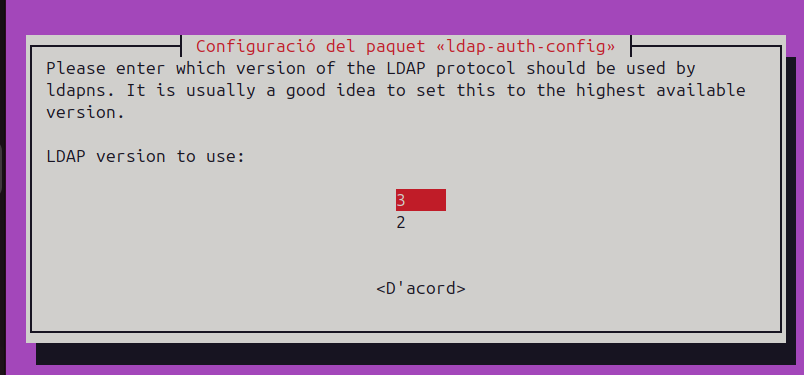 Configuració del paquet «ldap-auth-config»
Please enter which version of the LDAP protocol should be used by
ldapns. It is usually a good idea to set this to the highest available
version.
LDAP version to use:
3
2
<D'acord>